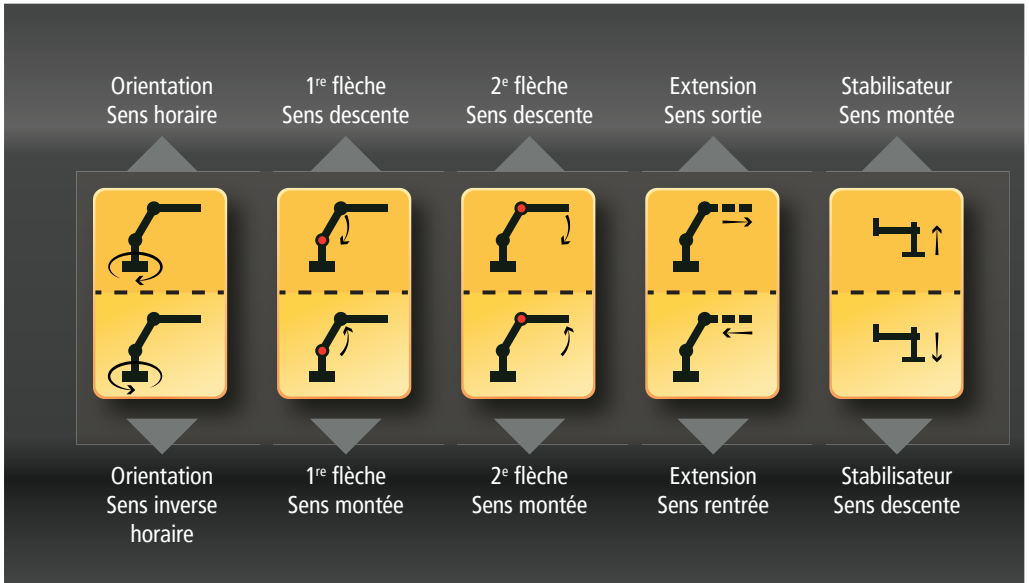 Orientation
Sens horaire
1re flèche
Sens descente
2e flèche
Sens descente
Extension
Sens sortie
Stabilisateur
Sens montée
Orientation
Sens inverse
horaire
1re flèche
Sens montée
2e flèche
Sens montée
Extension
Sens rentrée
Stabilisateur
Sens descente